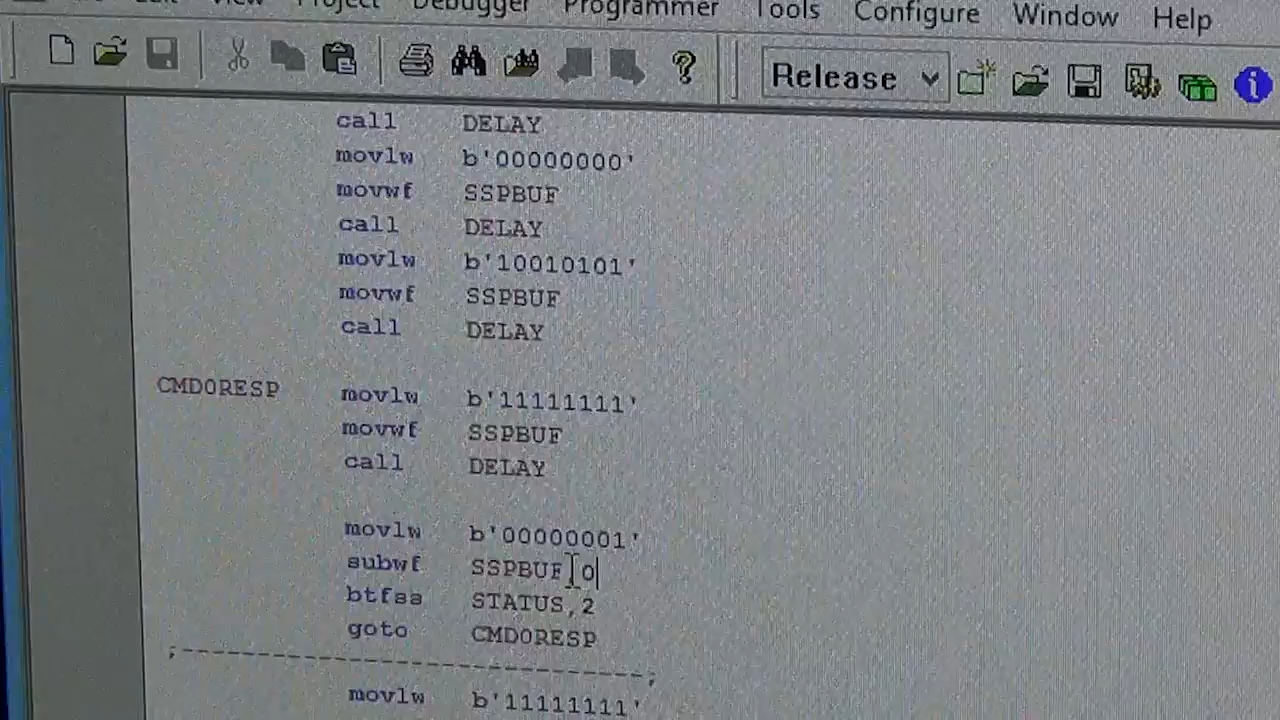 Edit View Project Debugger Programmer Tools Configure Window Help
Release
call DELAY
movlw b'00000000'
movwf SSPBUF
call DELAY
movlw b'10010101'
movwf SSPBUF
call DELAY
CMD0RESP movlw b'11111111'
movwf SSPBUF
call DELAY
movlw b'00000001'
subwf SSPBUF,0
btfss STATUS,2
goto CMD0RESP
;-----------------------------;
movlw b'11111111'